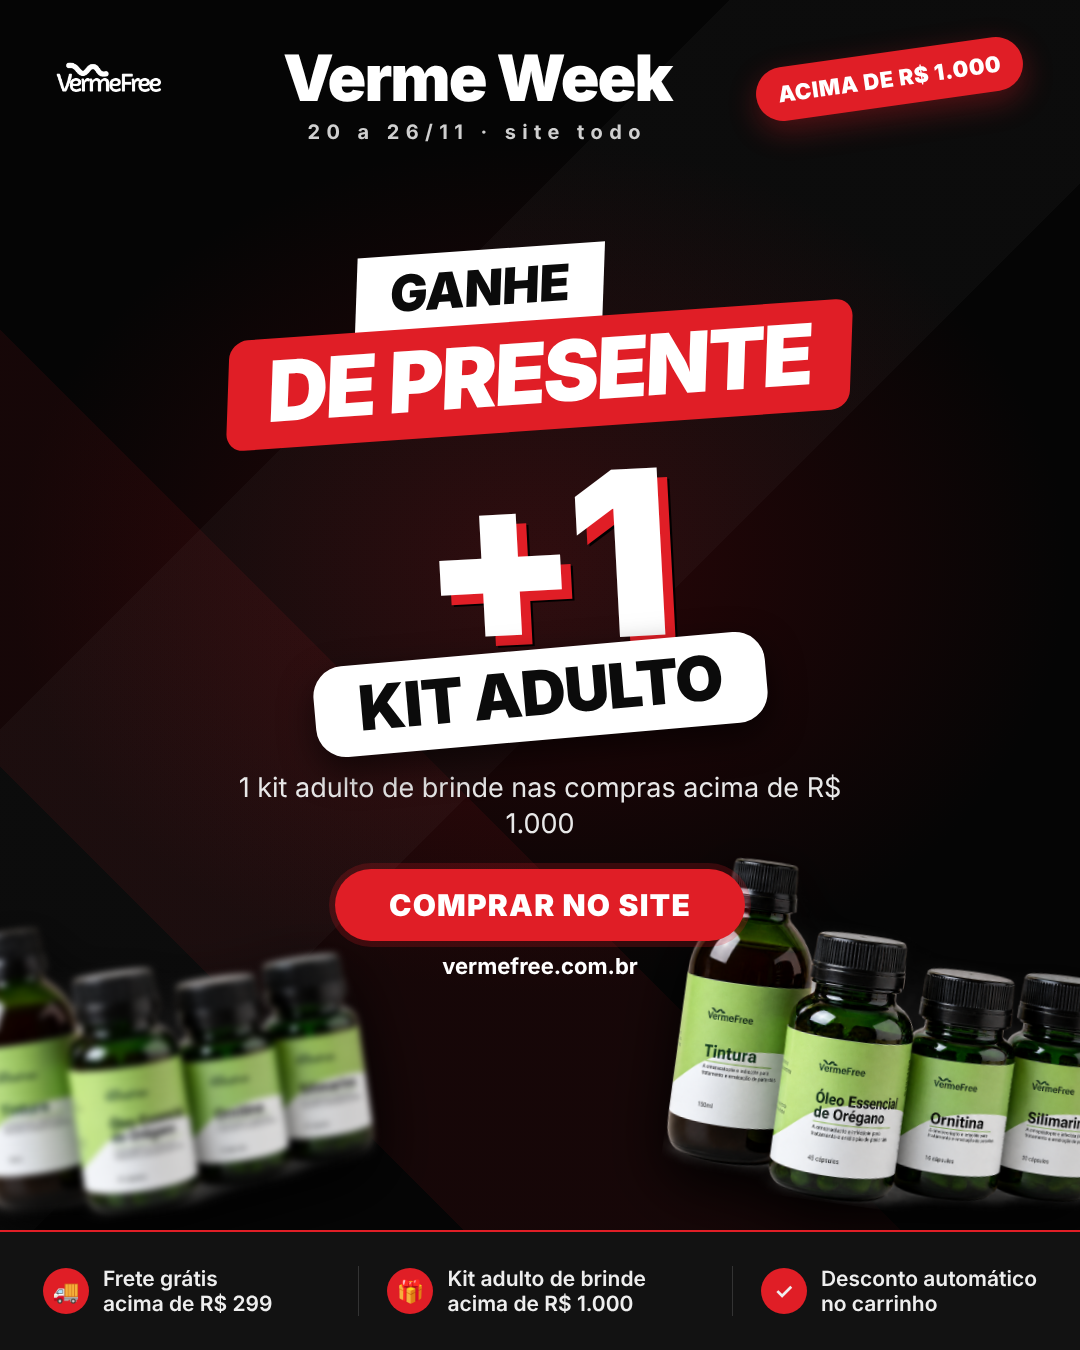 VermeFree
Verme Week
20 a 26/11 · site todo
ACIMA DE R$ 1.000
GANHE
DE PRESENTE
+1
KIT ADULTO
1 kit adulto de brinde nas compras acima de R$
1.000
COMPRAR NO SITE
vermefree.com.br
VermeFree
Tintura
150ml
VermeFree
Óleo Essencial
de Orégano
VermeFree
Ornitina
VermeFree
Silimarin
Frete grátis
acima de R$ 299
Kit adulto de brinde
acima de R$ 1.000
Desconto automático
no carrinho